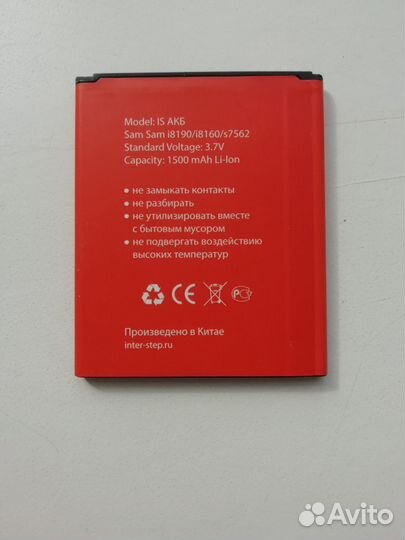 Model: IS АКБ
Sam Sam i8190/i8160/s7562
Standard Voltage: 3.7V
Capacity: 1500 mAh Li-Ion
• не замыкать контакты
• не разбирать
• не утилизировать вместе
с бытовым мусором
• не подвергать воздействию
высоких температур
CE PC
Произведено в Китае
inter-step.ru
Avito